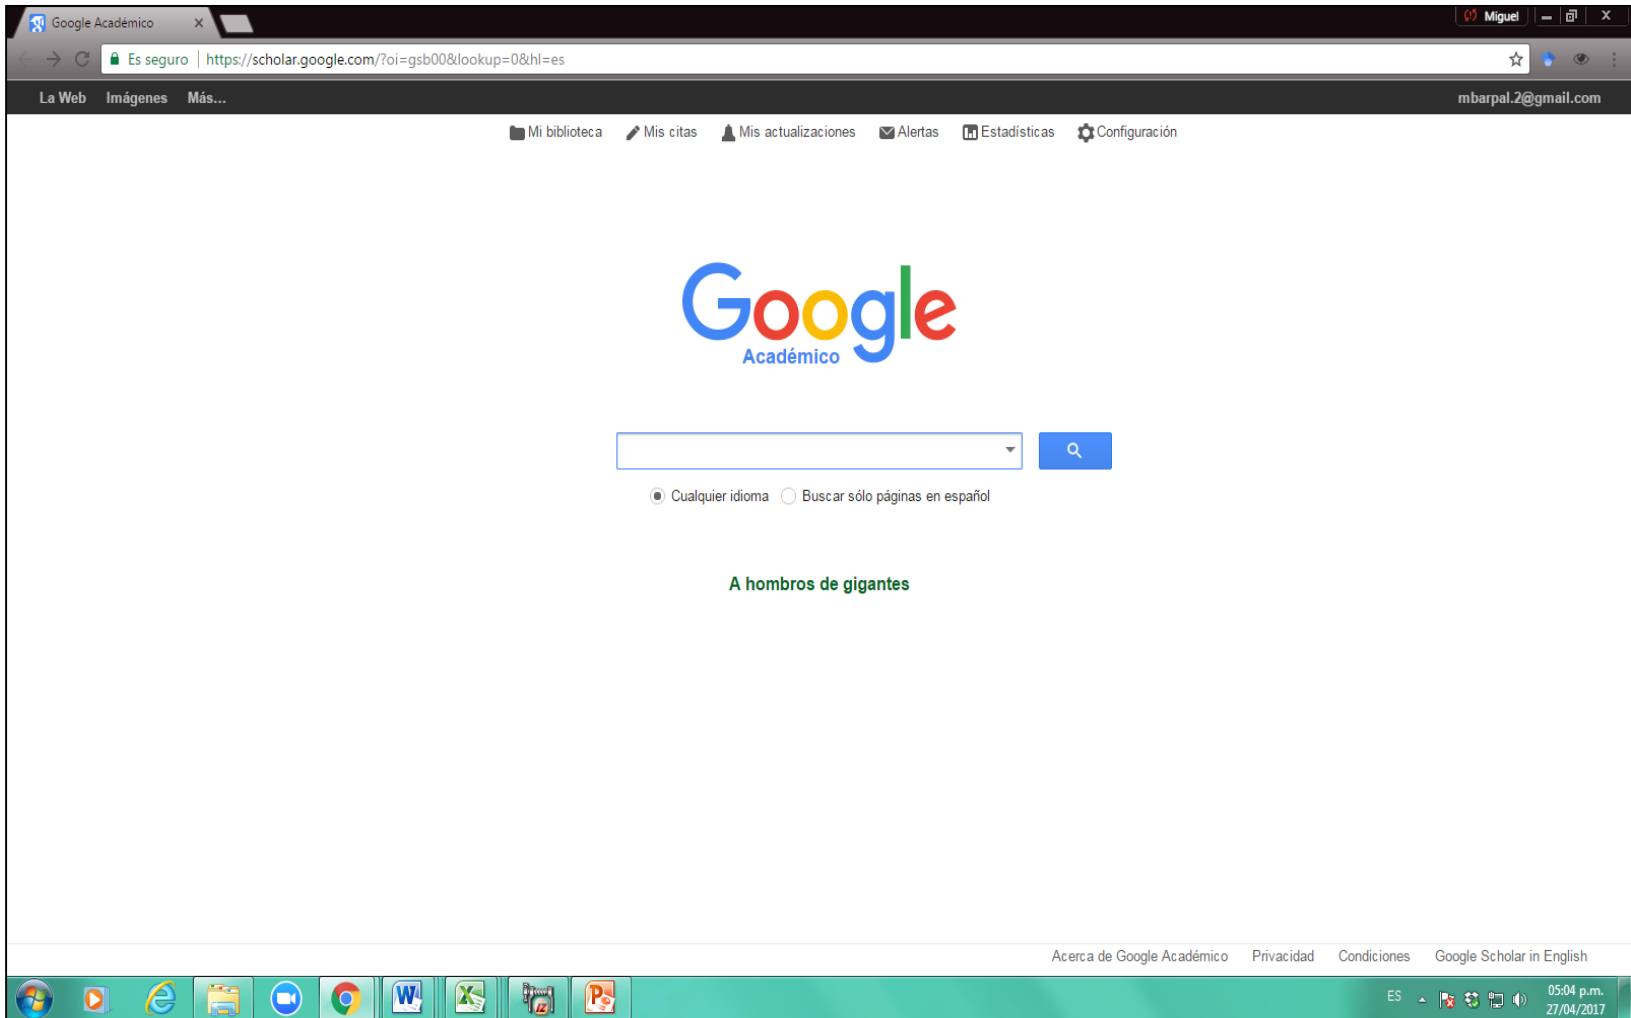 Google Académico
Miguel
Es seguro https://scholar.google.com/?oi=gsb00&lookup=0&hl=es
La Web Imágenes Más... mbarpal.2@gmail.com
Mi biblioteca Mis citas Mis actualizaciones Alertas Estadísticas Configuración
Google
Académico
Cualquier idioma Buscar sólo páginas en español
A hombros de gigantes
Acerca de Google Académico Privacidad Condiciones Google Scholar in English
ES 05:04 p.m.
27/04/2017